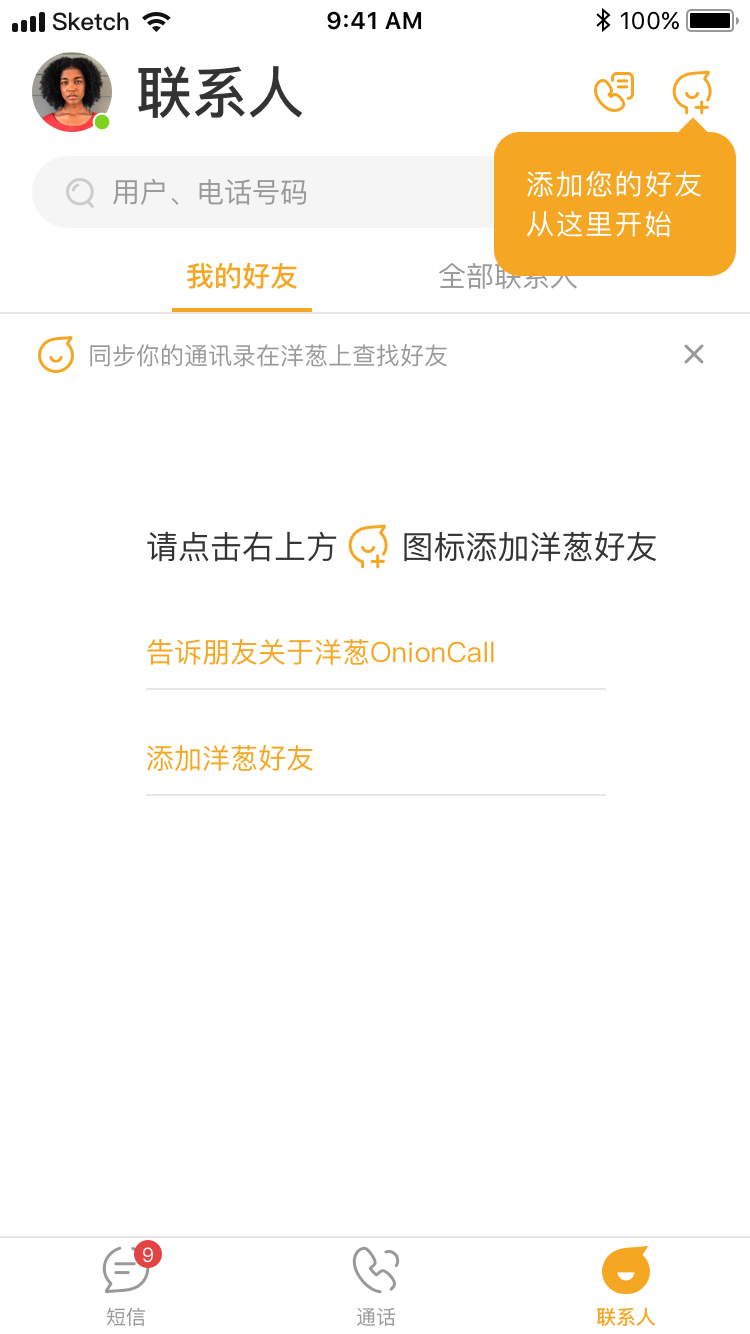 Sketch
9:41 AM
100%
联系人
用户、电话号码
添加您的好友
从这里开始
我的好友
全部联系人
同步你的通讯录在洋葱上查找好友
请点击右上方 图标添加洋葱好友
告诉朋友关于洋葱OnionCall
添加洋葱好友
9
短信
通话
联系人